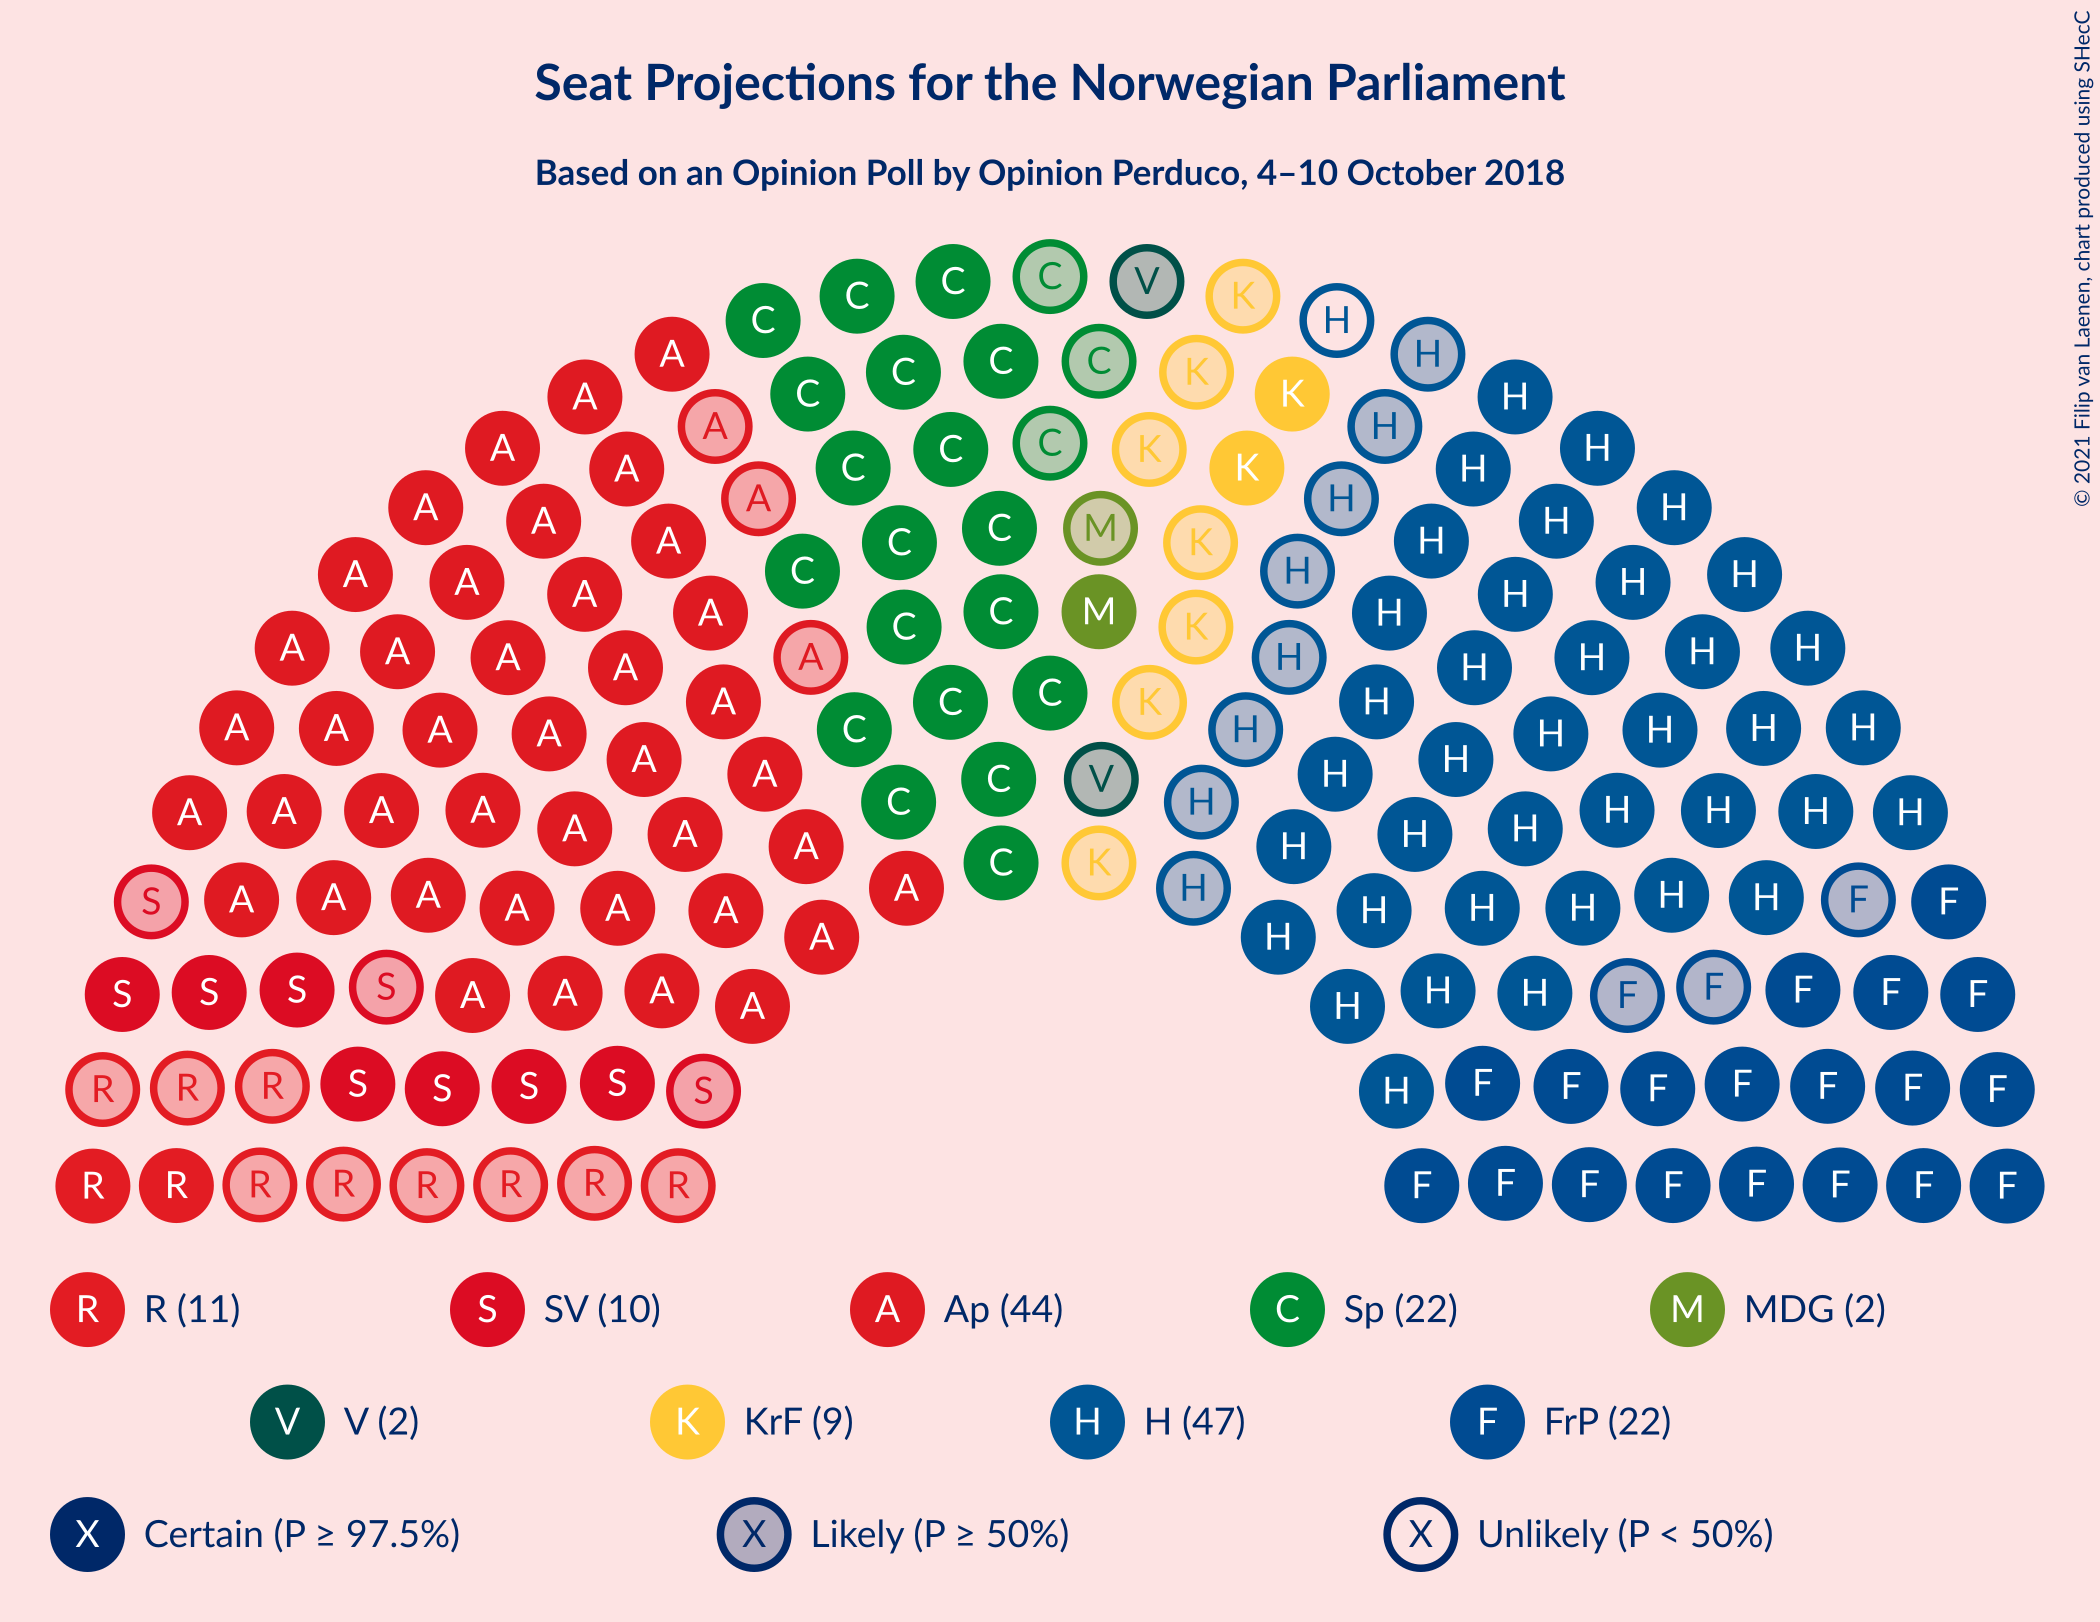 Seat Projections for the Norwegian Parliament
Based on an Opinion Poll by Opinion Perduco, 4–10 October 2018
© 2021 Filip van Laenen, chart produced using SHecC
C C C C V K H H
A C C C C K K H H
A A A C C C K K H H H
A A A A C C C M K H H H H H
A A A A A C C M K H H H H H
A A A A A A C C C K H H H H H H
A A A A A A A C C V H H H H H H H H
A A A A A A A A C K H H H H H H H H
S A A A A A A A A A H H H H H H H H F F
S S S S A A A A H H H F F F F F
R R R S S S S S H F F F F F F F
R R R R R R R R F F F F F F F F
R R (11) S SV (10) A Ap (44) C Sp (22) M MDG (2)
V V (2) K KrF (9) H H (47) F FrP (22)
X Certain (P ≥ 97.5%) X Likely (P ≥ 50%) X Unlikely (P < 50%)